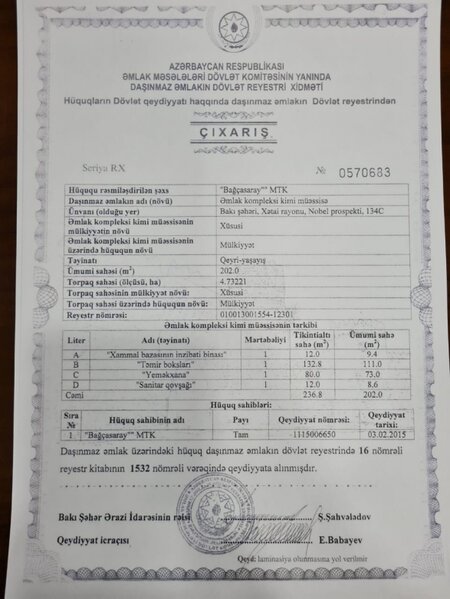 AZƏRBAYCAN RESPUBLİKASI
ƏMLAK MƏSƏLƏLƏRİ DÖVLƏT KOMİTƏSİNİN YANINDA
DAŞINMAZ ƏMLAKIN DÖVLƏT REYESTRİ XİDMƏTİ
Hüquqların Dövlət qeydiyyatı haqqında daşınmaz əmlakın Dövlət reyestrindən
ÇIXARIŞ
Seriya RX № 0570683
Hüququ rəsmiləşdirilən şəxs "Bağçasaray"" MTK
Daşınmaz əmlakın adı (növü) Əmlak kompleksi kimi müəssisə
Ünvanı (olduğu yer) Bakı şəhəri, Xətai rayonu, Nobel prospekti, 134C
Əmlak kompleksi kimi müəssisənin mülkiyyətin növü Xüsusi
Əmlak kompleksi kimi müəssisənin üzərində hüququn növü Mülkiyyət
Təyinatı Qeyri-yaşayış
Ümumi sahəsi (m²) 202.0
Torpaq sahəsi (ölçüsü, ha) 4.73221
Torpaq sahəsinin mülkiyyət növü: Xüsusi
Torpaq sahəsi üzərində hüququnun növü: Mülkiyyət
Reyestr nömrəsi: 010013001554-12301
Əmlak kompleksi kimi müəssisənin tərkibi
Liter Adı (təyinatı) Mərtəbəliyi Tikintialtı sahə (m²) Ümumi sahə (m²)
A "Xammal bazasının inzibati binası" 1 12.0 9.4
B "Təmir boksları" 1 132.8 111.0
C "Yeməkxana" 1 80.0 73.0
D "Sanitar qovşağı" 1 12.0 8.6
Cəmi 236.8 202.0
Hüquq sahibləri:
Sıra № Hüquq sahibinin adı Payı Qeydiyyat nömrəsi: Qeydiyyat tarixi:
1 "Bağçasaray"" MTK Tam 1115006650 03.02.2015
Daşınmaz əmlak üzərindəki hüquq daşınmaz əmlakın dövlət reyestrində 16 nömrəli
reyestr kitabının 1532 nömrəli vərəqində qeydiyyata alınmışdır.
Bakı Şəhər Ərazi İdarəsinin rəisi Ş.Şahvələdov
Qeydiyyat icraçısı E.Babayev
Qeyd: laminasiya olunmasına yol verilmir